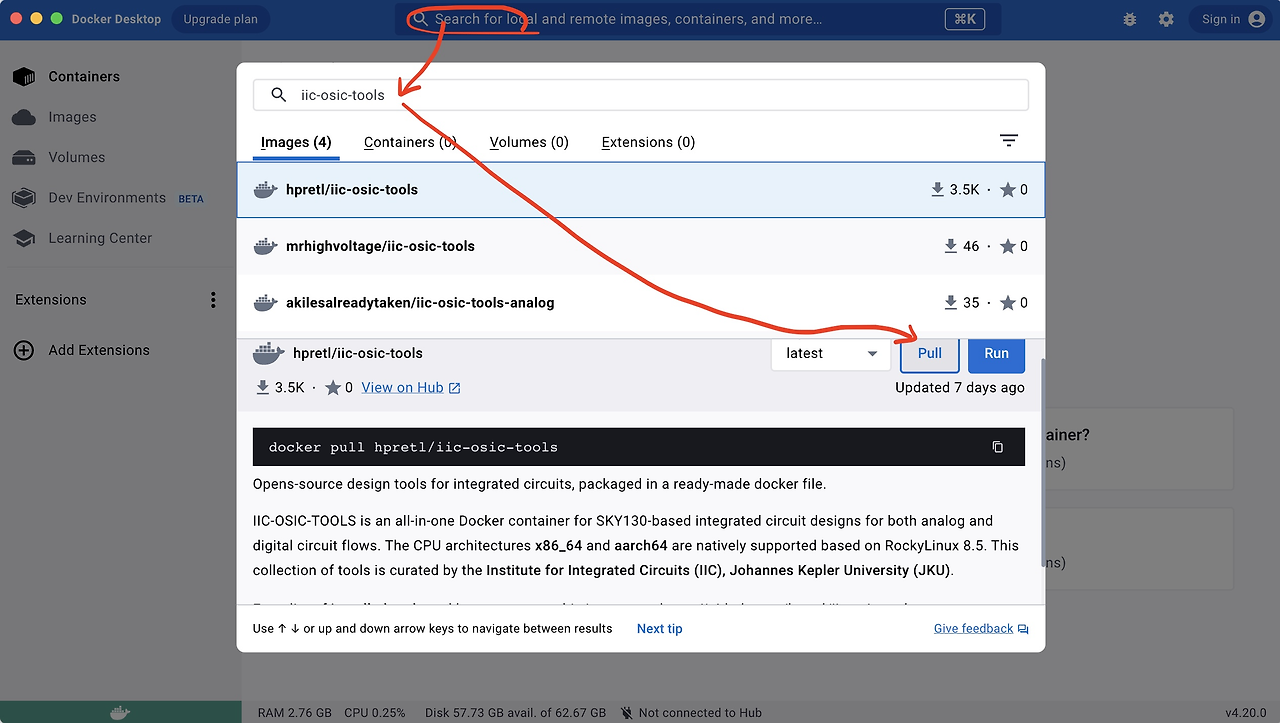 Docker Desktop Upgrade plan Search for local and remote images, containers, and more... ⌘K Sign in
Containers
Images
Volumes
Dev Environments BETA
Learning Center
Extensions
Add Extensions
iic-osic-tools
Images (4) Containers (0) Volumes (0) Extensions (0)
hpretl/iic-osic-tools 3.5K · 0
mrhighvoltage/iic-osic-tools 46 · 0
akilesalreadytaken/iic-osic-tools-analog 35 · 0
hpretl/iic-osic-tools latest Pull Run
3.5K · 0 View on Hub Updated 7 days ago
docker pull hpretl/iic-osic-tools
Opens-source design tools for integrated circuits, packaged in a ready-made docker file.
IIC-OSIC-TOOLS is an all-in-one Docker container for SKY130-based integrated circuit designs for both analog and
digital circuit flows. The CPU architectures x86_64 and aarch64 are natively supported based on RockyLinux 8.5. This
collection of tools is curated by the Institute for Integrated Circuits (IIC), Johannes Kepler University (JKU).
Use ↑ ↓ or up and down arrow keys to navigate between results Next tip Give feedback
ainer?
ns)
ns)
RAM 2.76 GB CPU 0.25% Disk 57.73 GB avail. of 62.67 GB Not connected to Hub v4.20.0